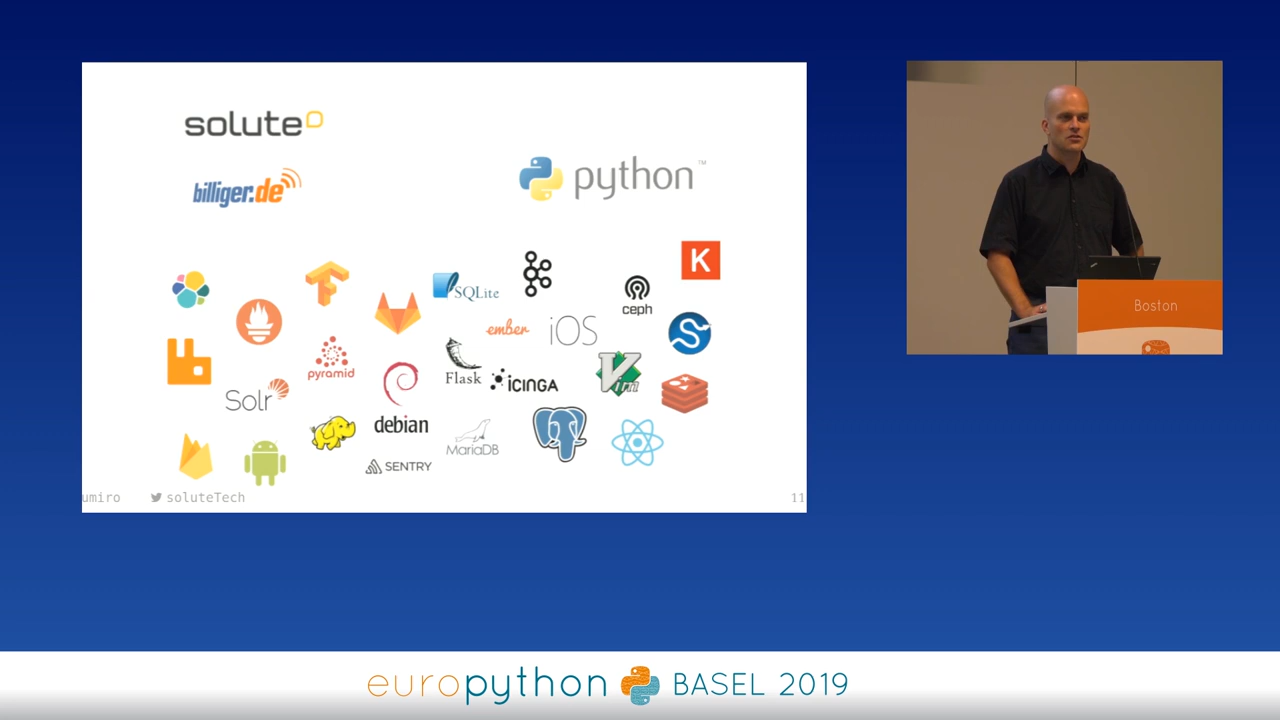 solute
billiger.de
python™
K
SQLite
ceph
ember
iOS
S
pyramid
Flask
ICINGA
Vim
Solr
debian
MariaDB
SENTRY
umiro
soluteTech
11
Boston
europython
BASEL 2019